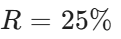 R = 25%